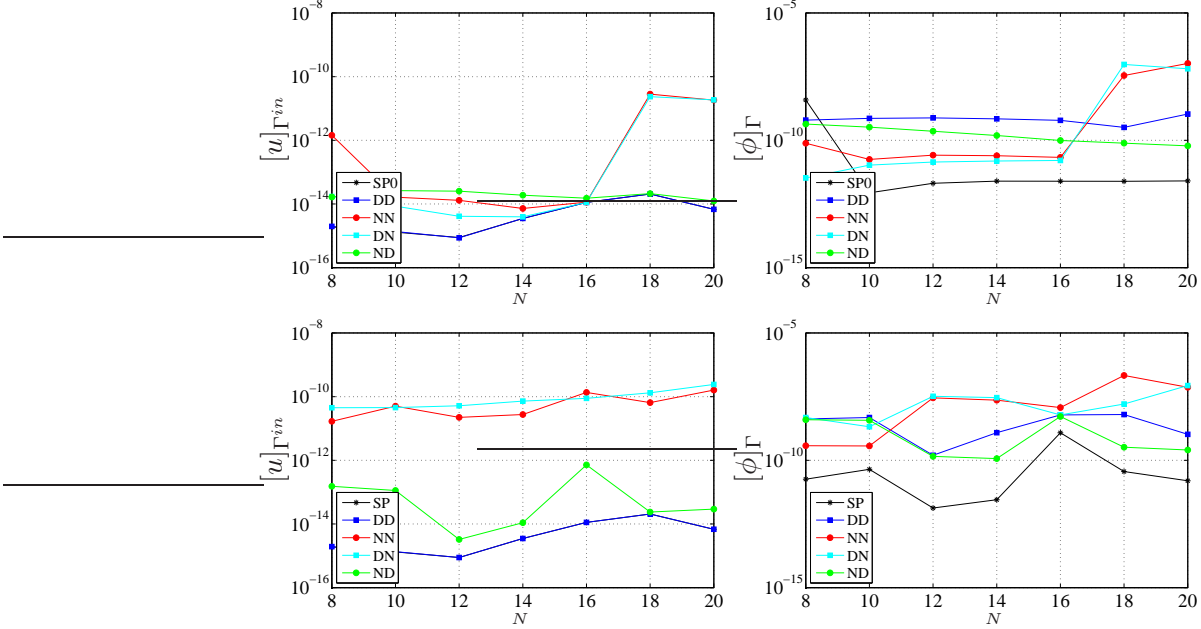 10^{-8}
10^{-10}
10^{-12}
10^{-14}
10^{-16}
[u]_{Γ^{in}}
SP0
DD
NN
DN
ND
8 10 12 14 16 18 20
N
10^{-5}
10^{-10}
10^{-15}
[ϕ]_Γ
SP0
DD
NN
DN
ND
8 10 12 14 16 18 20
N
10^{-8}
10^{-10}
10^{-12}
10^{-14}
10^{-16}
[u]_{Γ^{in}}
SP
DD
NN
DN
ND
8 10 12 14 16 18 20
N
10^{-5}
10^{-10}
10^{-15}
[ϕ]_Γ
SP
DD
NN
DN
ND
8 10 12 14 16 18 20
N